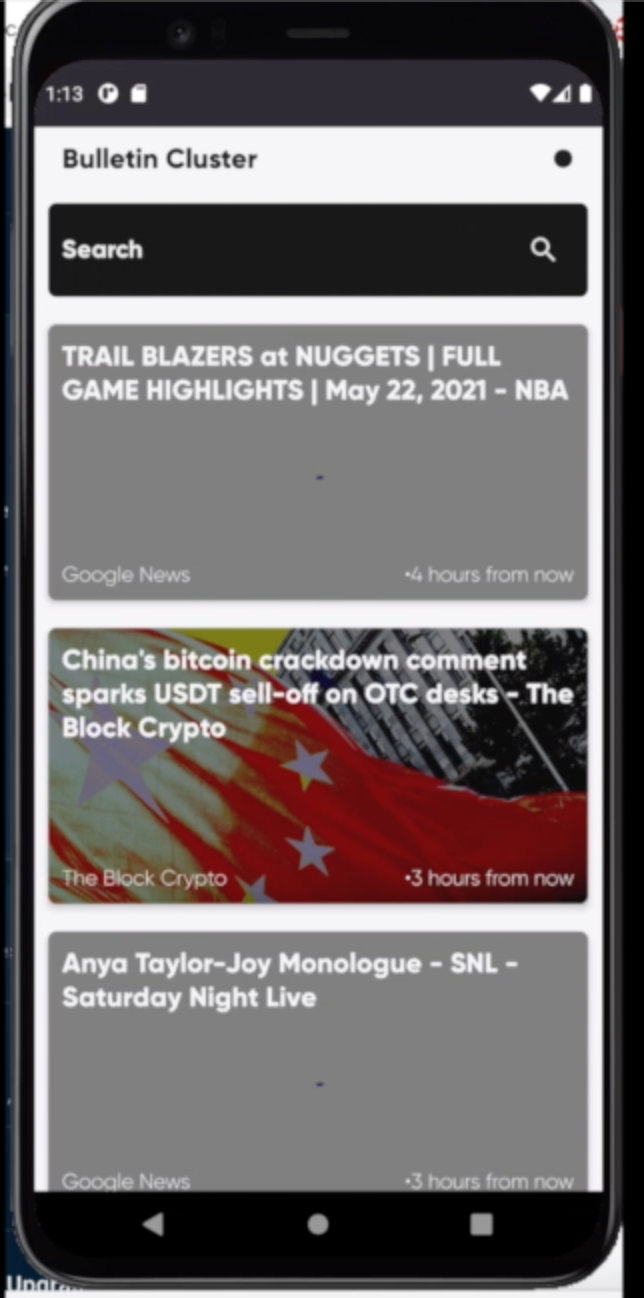 1:13
Bulletin Cluster
Search
TRAIL BLAZERS at NUGGETS | FULL
GAME HIGHLIGHTS | May 22, 2021 - NBA
Google News
•4 hours from now
China's bitcoin crackdown comment
sparks USDT sell-off on OTC desks - The
Block Crypto
The Block Crypto
•3 hours from now
Anya Taylor-Joy Monologue - SNL -
Saturday Night Live
Google News
•3 hours from now